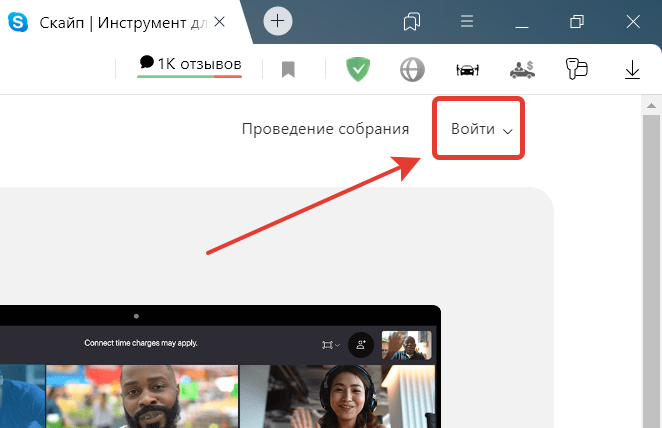 Скайп | Инструмент дл
1К отзывов
Проведение собрания
Войти
Connect time charges may apply.